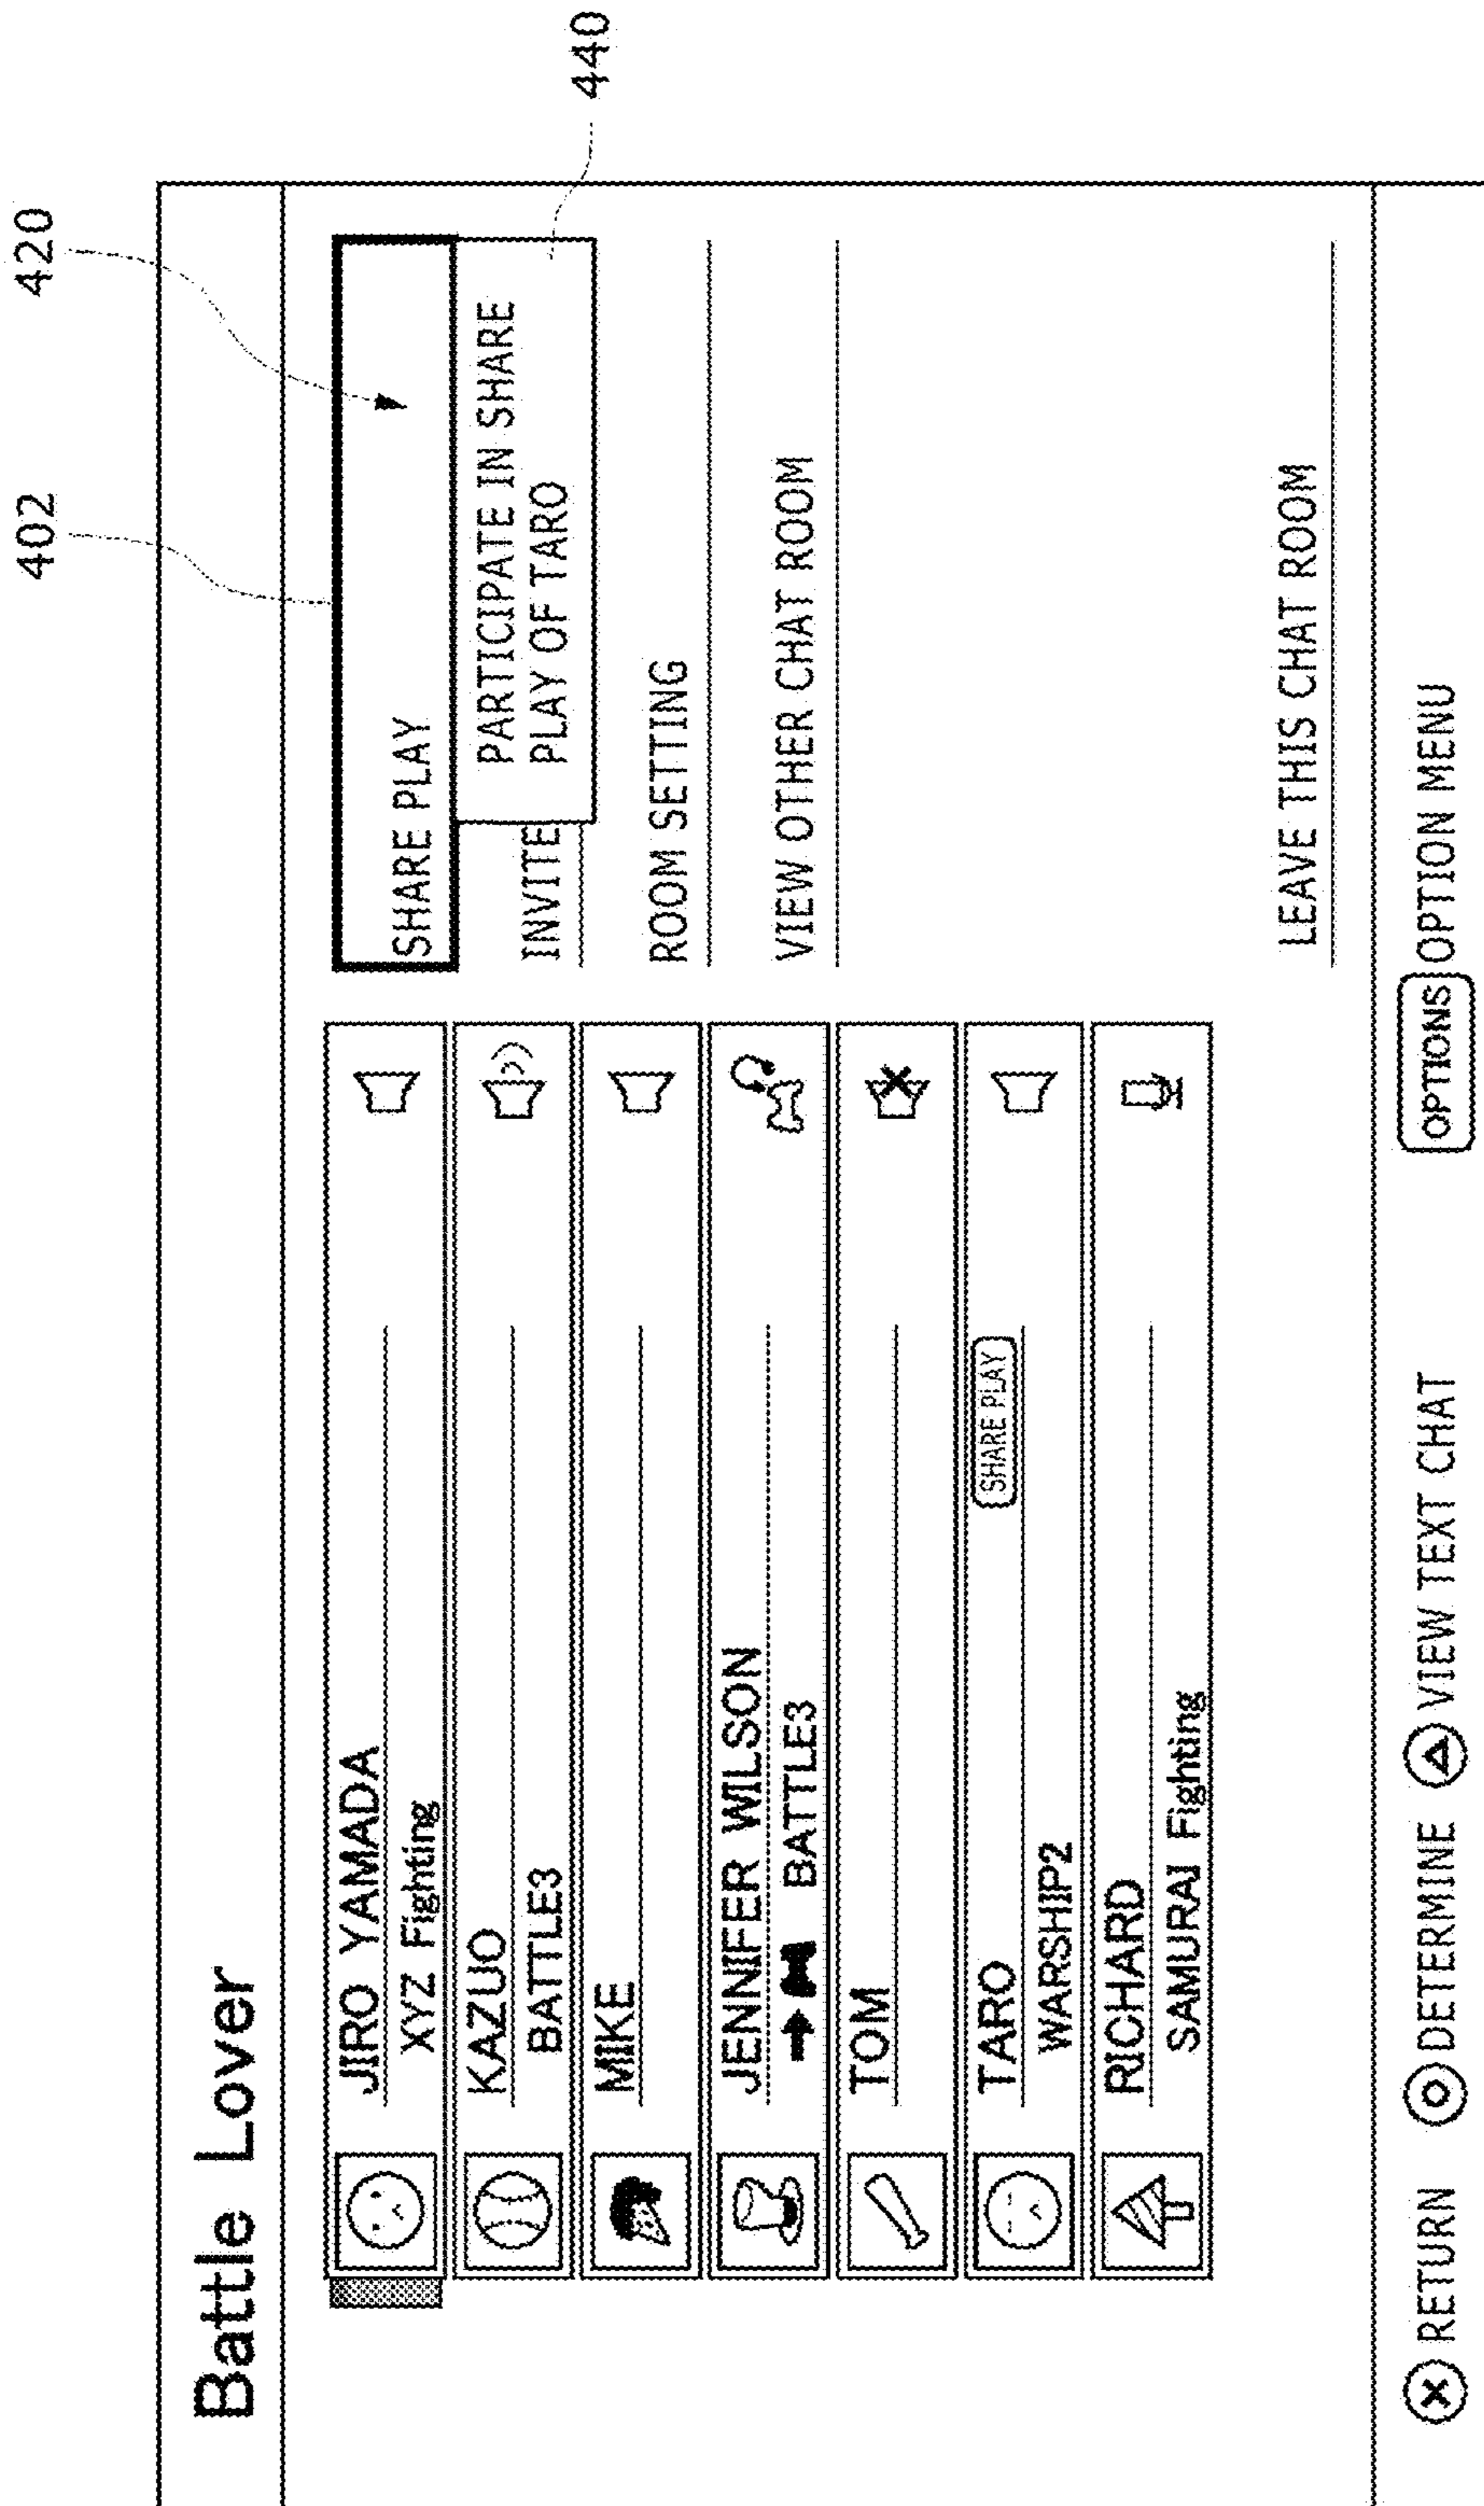 402
420
Battle Lover
JIRO YAMADA
XYZ Fighting
KAZUO
BATTLE3
MIKE
JENNIFER WILSON
BATTLE3
TOM
TARO
SHARE PLAY
WARSHIP2
RICHARD
SAMURAI Fighting
SHARE PLAY
PARTICIPATE IN SHARE
PLAY OF TARO
440
INVITE
ROOM SETTING
VIEW OTHER CHAT ROOM
LEAVE THIS CHAT ROOM
RETURN DETERMINE VIEW TEXT CHAT OPTIONS OPTION MENU